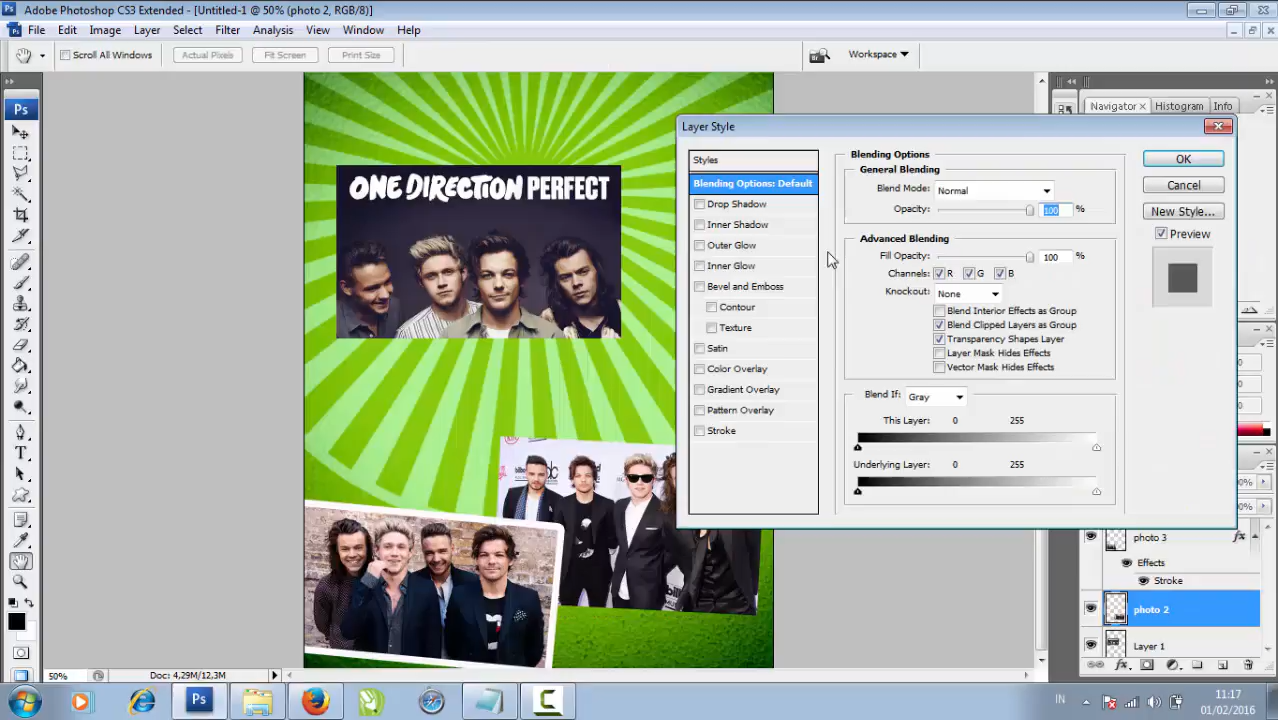 Adobe Photoshop CS3 Extended - [Untitled-1 @ 50% (photo 2, RGB/8)]
File Edit Image Layer Select Filter Analysis View Window Help
Scroll All Windows Actual Pixels Fit Screen Print Size Workspace
Navigator Histogram Info
ONE DIRECTION PERFECT
Layer Style
Styles
Blending Options: Default
Drop Shadow
Inner Shadow
Outer Glow
Inner Glow
Bevel and Emboss
Contour
Texture
Satin
Color Overlay
Gradient Overlay
Pattern Overlay
Stroke
Blending Options
General Blending
Blend Mode: Normal
Opacity: 100 %
Advanced Blending
Fill Opacity: 100 %
Channels: R G B
Knockout: None
Blend Interior Effects as Group
Blend Clipped Layers as Group
Transparency Shapes Layer
Layer Mask Hides Effects
Vector Mask Hides Effects
Blend If: Gray
This Layer: 0 255
Underlying Layer: 0 255
OK
Cancel
New Style...
Preview
photo 3
Effects
Stroke
photo 2
Layer 1
50% Doc: 4,29M/12,3M
IN
11:17
01/02/2016